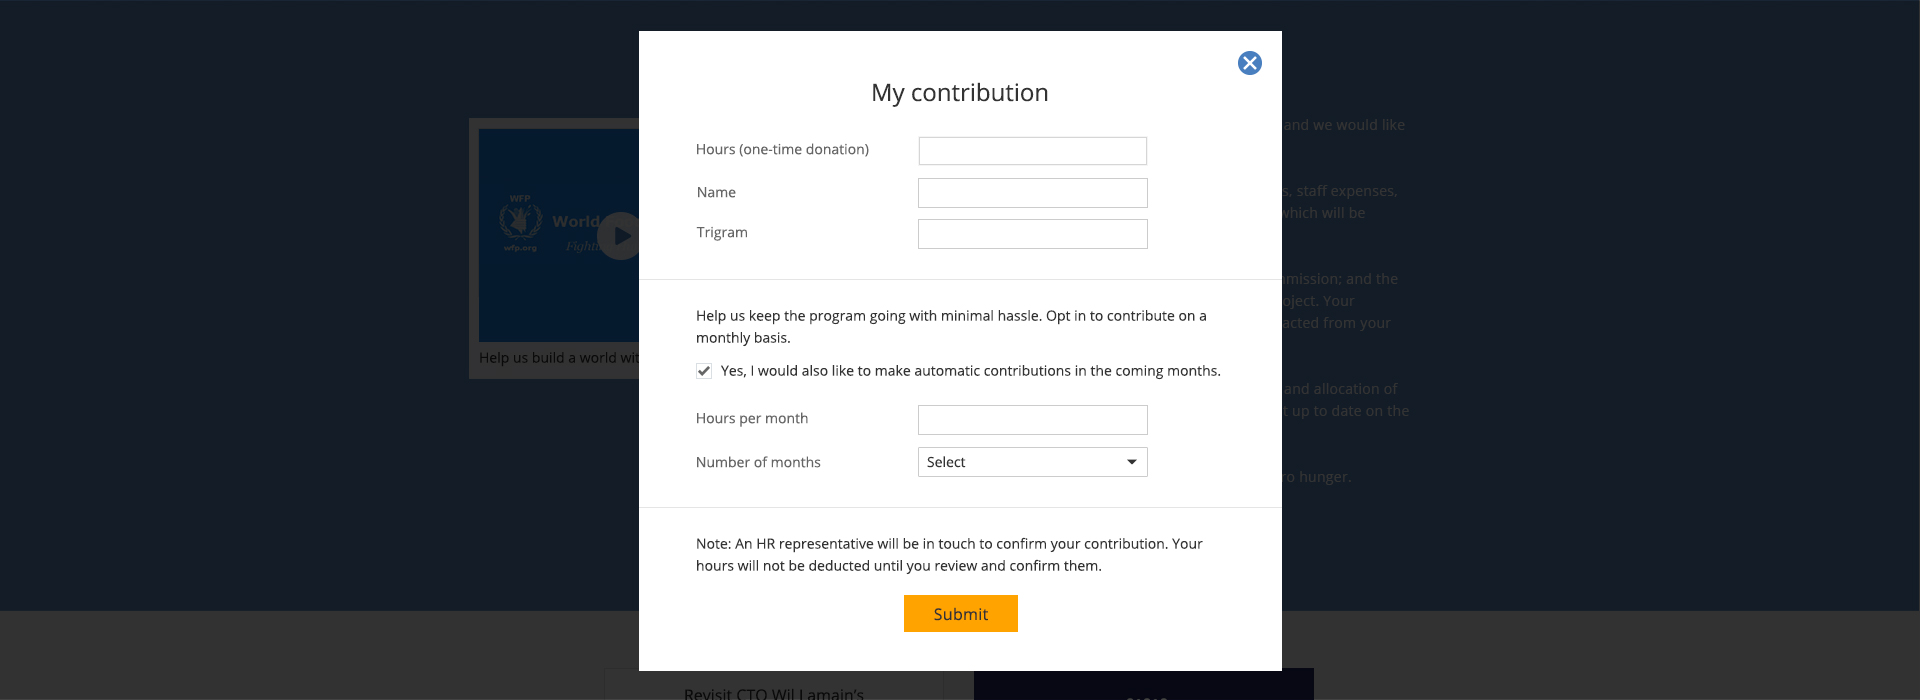 My contribution
Hours (one-time donation)
Name
Trigram
Help us keep the program going with minimal hassle. Opt in to contribute on a
monthly basis.
Yes, I would also like to make automatic contributions in the coming months.
Hours per month
Number of months
Select
Note: An HR representative will be in touch to confirm your contribution. Your
hours will not be deducted until you review and confirm them.
Submit
WFP
wfp.org
World
Help us build a world wit
and we would like
s, staff expenses,
which will be
mmission; and the
oject. Your
acted from your
and allocation of
t up to date on the
ro hunger.
Revisit CTO Wil Lamain's